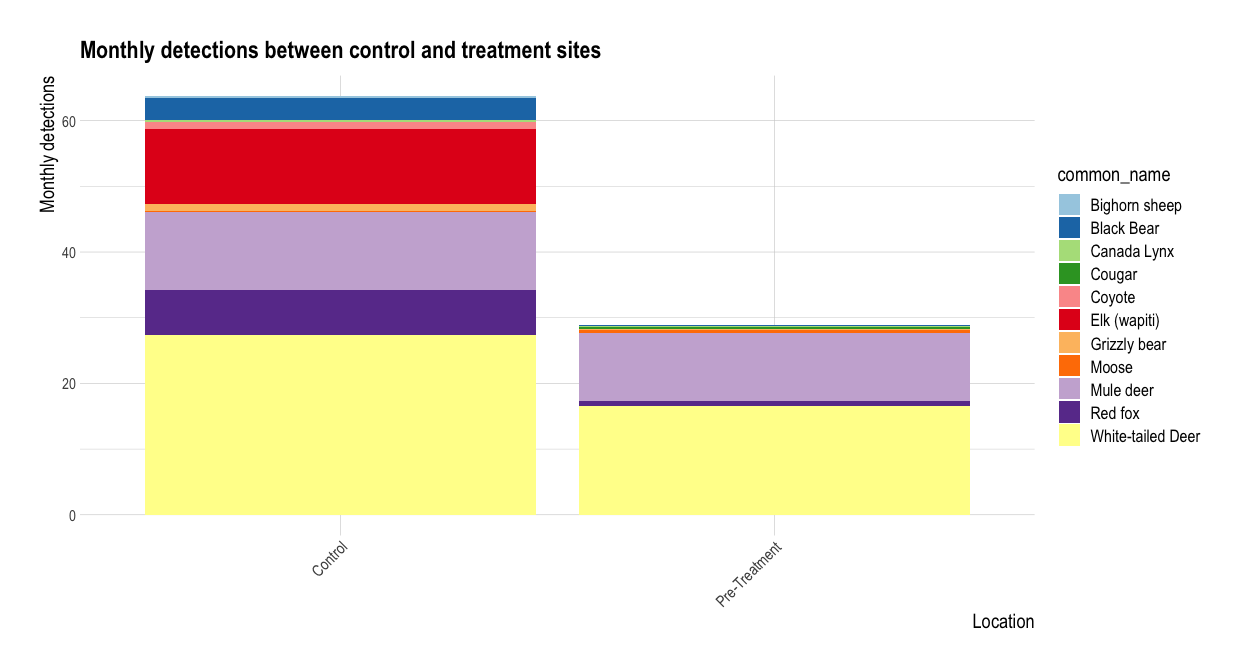 Monthly detections between control and treatment sites
Monthly detections
60
40
20
0
Control
Pre-Treatment
Location
common_name
Bighorn sheep
Black Bear
Canada Lynx
Cougar
Coyote
Elk (wapiti)
Grizzly bear
Moose
Mule deer
Red fox
White-tailed Deer